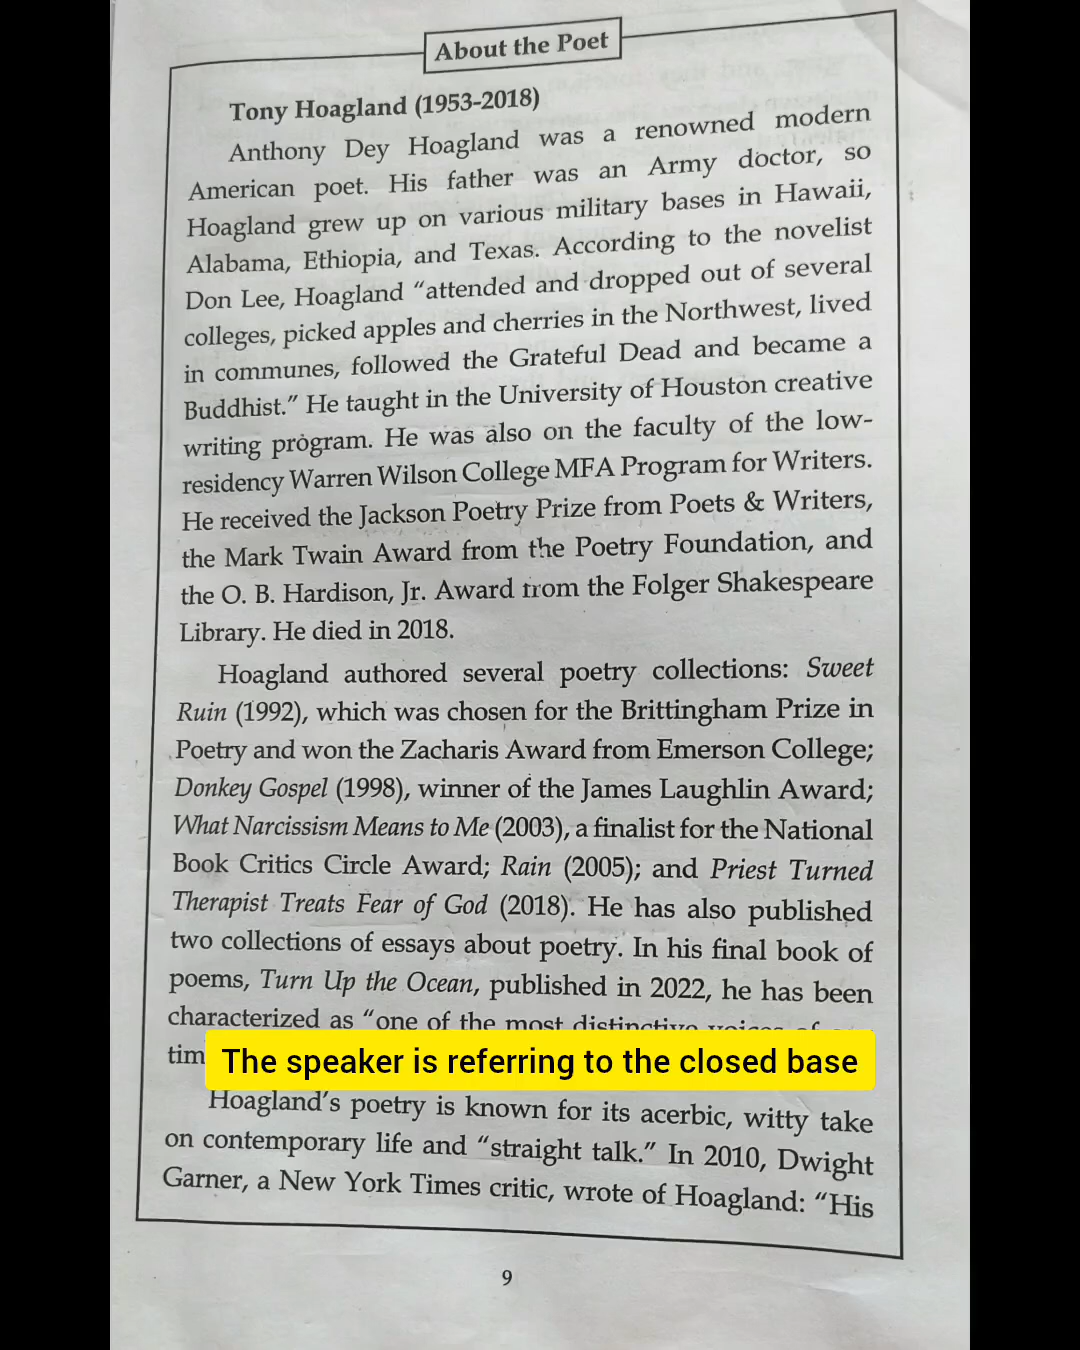 About the Poet
Tony Hoagland (1953-2018)
Anthony Dey Hoagland was a renowned modern
American poet. His father was an Army doctor, so
Hoagland grew up on various military bases in Hawaii,
Alabama, Ethiopia, and Texas. According to the novelist
Don Lee, Hoagland “attended and dropped out of several
colleges, picked apples and cherries in the Northwest, lived
in communes, followed the Grateful Dead and became a
Buddhist.” He taught in the University of Houston creative
writing program. He was also on the faculty of the low-
residency Warren Wilson College MFA Program for Writers.
He received the Jackson Poetry Prize from Poets & Writers,
the Mark Twain Award from the Poetry Foundation, and
the O. B. Hardison, Jr. Award from the Folger Shakespeare
Library. He died in 2018.
Hoagland authored several poetry collections: Sweet
Ruin (1992), which was chosen for the Brittingham Prize in
Poetry and won the Zacharis Award from Emerson College;
Donkey Gospel (1998), winner of the James Laughlin Award;
What Narcissism Means to Me (2003), a finalist for the National
Book Critics Circle Award; Rain (2005); and Priest Turned
Therapist Treats Fear of God (2018). He has also published
two collections of essays about poetry. In his final book of
poems, Turn Up the Ocean, published in 2022, he has been
characterized as “one of the most distinctive voices of
The speaker is referring to the closed base
Hoagland's poetry is known for its acerbic, witty take
on contemporary life and “straight talk.” In 2010, Dwight
Garner, a New York Times critic, wrote of Hoagland: “His
9